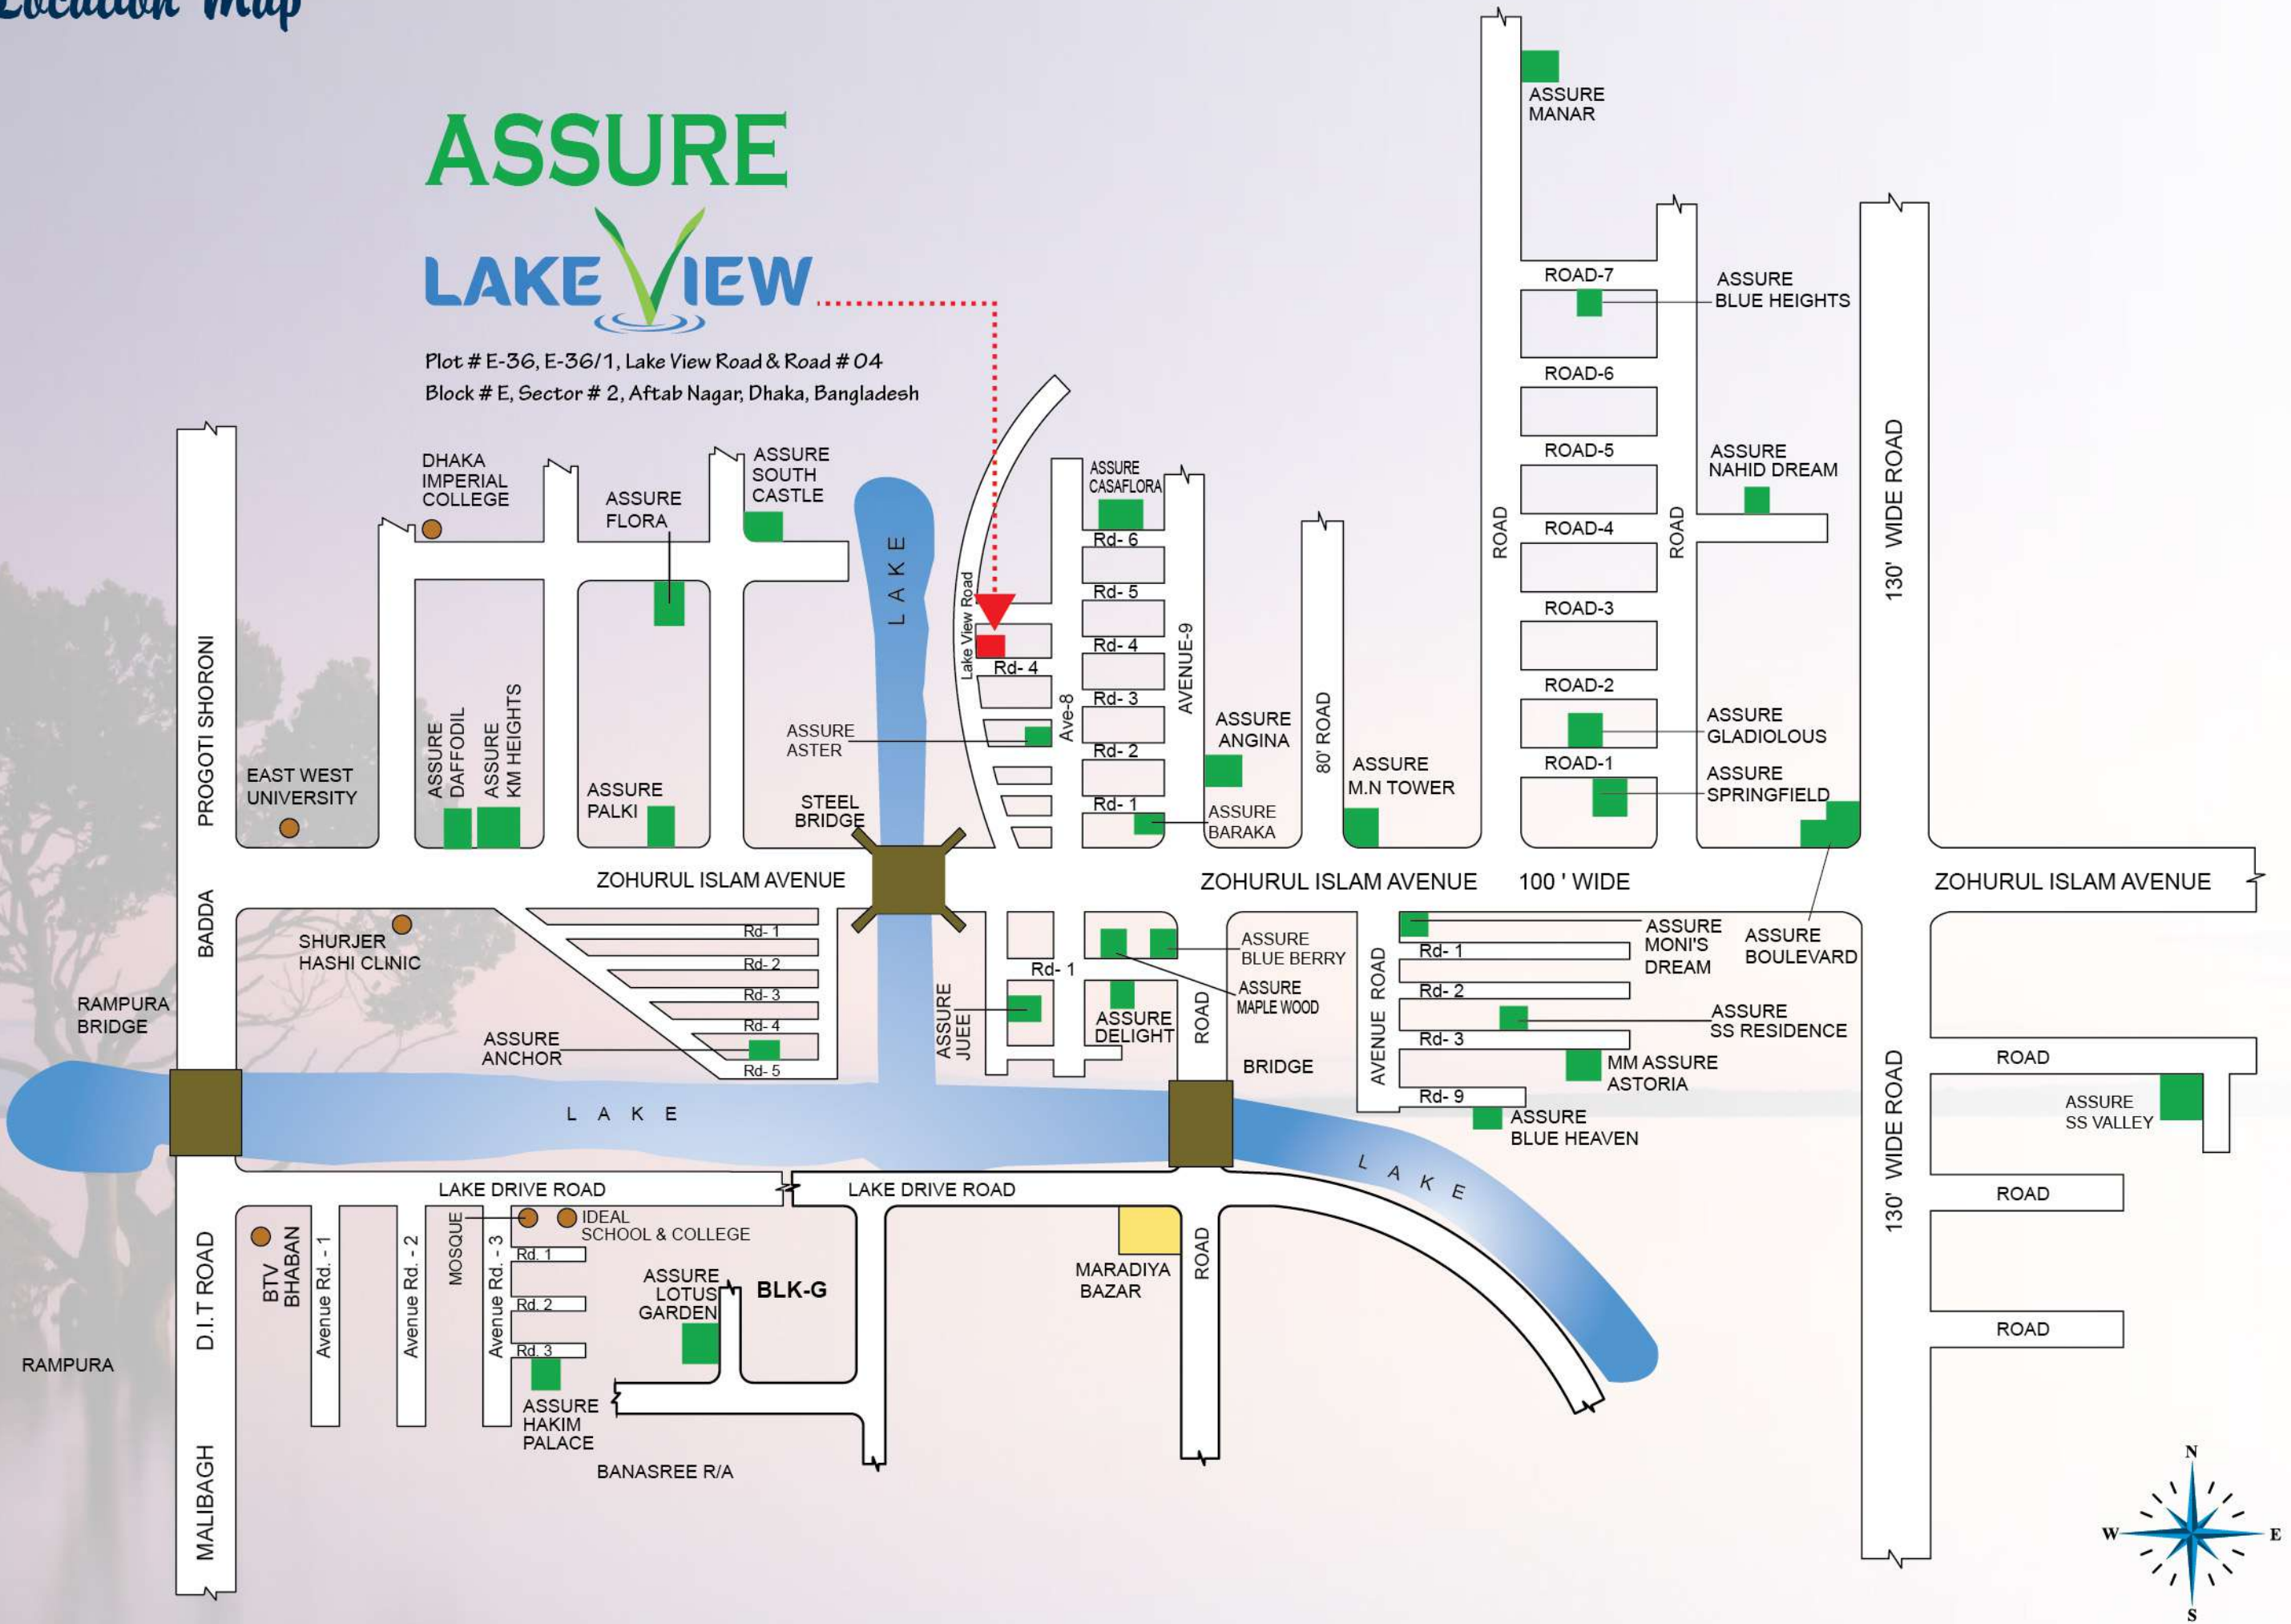 Location Map
ASSURE
LAKE VIEW
Plot # E-36, E-36/1, Lake View Road & Road # 04
Block # E, Sector # 2, Aftab Nagar, Dhaka, Bangladesh
ASSURE
MANAR
ROAD-7
ASSURE
BLUE HEIGHTS
ROAD-6
ROAD-5
ASSURE
NAHID DREAM
ROAD-4
ROAD
ROAD
130' WIDE ROAD
ROAD-3
ROAD-2
ASSURE
GLADIOLOUS
ROAD-1
ASSURE
SPRINGFIELD
DHAKA
IMPERIAL
COLLEGE
ASSURE
FLORA
ASSURE
SOUTH
CASTLE
LAKE
Lake View Road
ASSURE
CASAFLORA
Rd- 6
Rd- 5
Rd- 4
Rd- 4
Rd- 3
Rd- 2
Rd- 1
Ave-8
AVENUE-9
80' ROAD
ASSURE
ANGINA
ASSURE
BARAKA
ASSURE
M.N TOWER
PROGOTI SHORONI
EAST WEST
UNIVERSITY
ASSURE
DAFFODIL
ASSURE
KM HEIGHTS
ASSURE
PALKI
ASSURE
ASTER
STEEL
BRIDGE
ZOHURUL ISLAM AVENUE
ZOHURUL ISLAM AVENUE
100 ' WIDE
ZOHURUL ISLAM AVENUE
BADDA
SHURJER
HASHI CLINIC
RAMPURA
BRIDGE
Rd- 1
Rd- 2
Rd- 3
Rd- 4
Rd- 5
ASSURE
ANCHOR
ASSURE
JUEE
Rd- 1
ASSURE
DELIGHT
ROAD
ASSURE
BLUE BERRY
ASSURE
MAPLE WOOD
BRIDGE
AVENUE ROAD
Rd- 1
Rd- 2
Rd- 3
Rd- 9
ASSURE
MONI'S
DREAM
ASSURE
BOULEVARD
ASSURE
SS RESIDENCE
MM ASSURE
ASTORIA
ASSURE
BLUE HEAVEN
130' WIDE ROAD
ROAD
ASSURE
SS VALLEY
ROAD
ROAD
LAKE
LAKE
LAKE DRIVE ROAD
LAKE DRIVE ROAD
D.I.T ROAD
BTV
BHABAN
Avenue Rd. - 1
Avenue Rd. - 2
MOSQUE
Avenue Rd. - 3
IDEAL
SCHOOL & COLLEGE
Rd. 1
Rd. 2
Rd. 3
ASSURE
LOTUS
GARDEN
BLK-G
MARADIYA
BAZAR
ROAD
RAMPURA
ASSURE
HAKIM
PALACE
BANASREE R/A
MALIBAGH
N
W
E
S